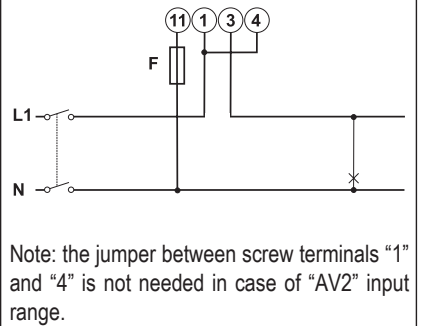 11 1 3 4
F
L1
N
Note: the jumper between screw terminals “1”
and “4” is not needed in case of “AV2” input
range.